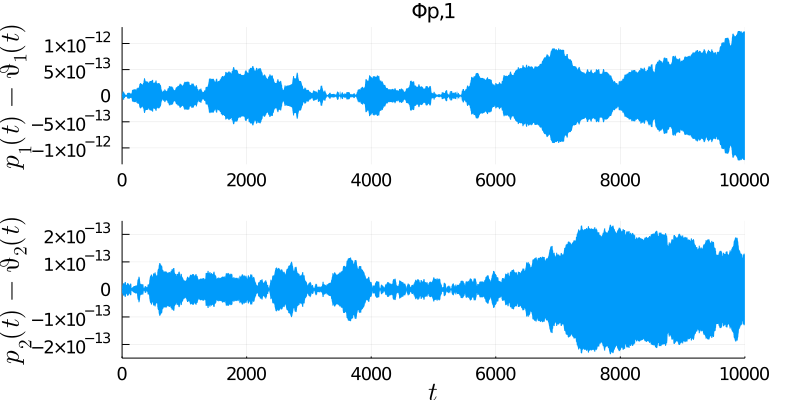 Φp,1
p₁(t) − ϑ₁(t)
1×10⁻¹²
5×10⁻¹³
0
−5×10⁻¹³
−1×10⁻¹²
0 2000 4000 6000 8000 10000
p₂(t) − ϑ₂(t)
2×10⁻¹³
1×10⁻¹³
0
−1×10⁻¹³
−2×10⁻¹³
0 2000 4000 6000 8000 10000
t